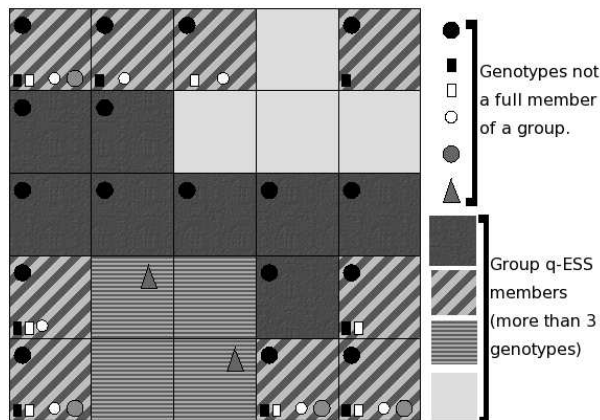 Genotypes not
a full member
of a group.
Group q-ESS
members
(more than 3
genotypes)